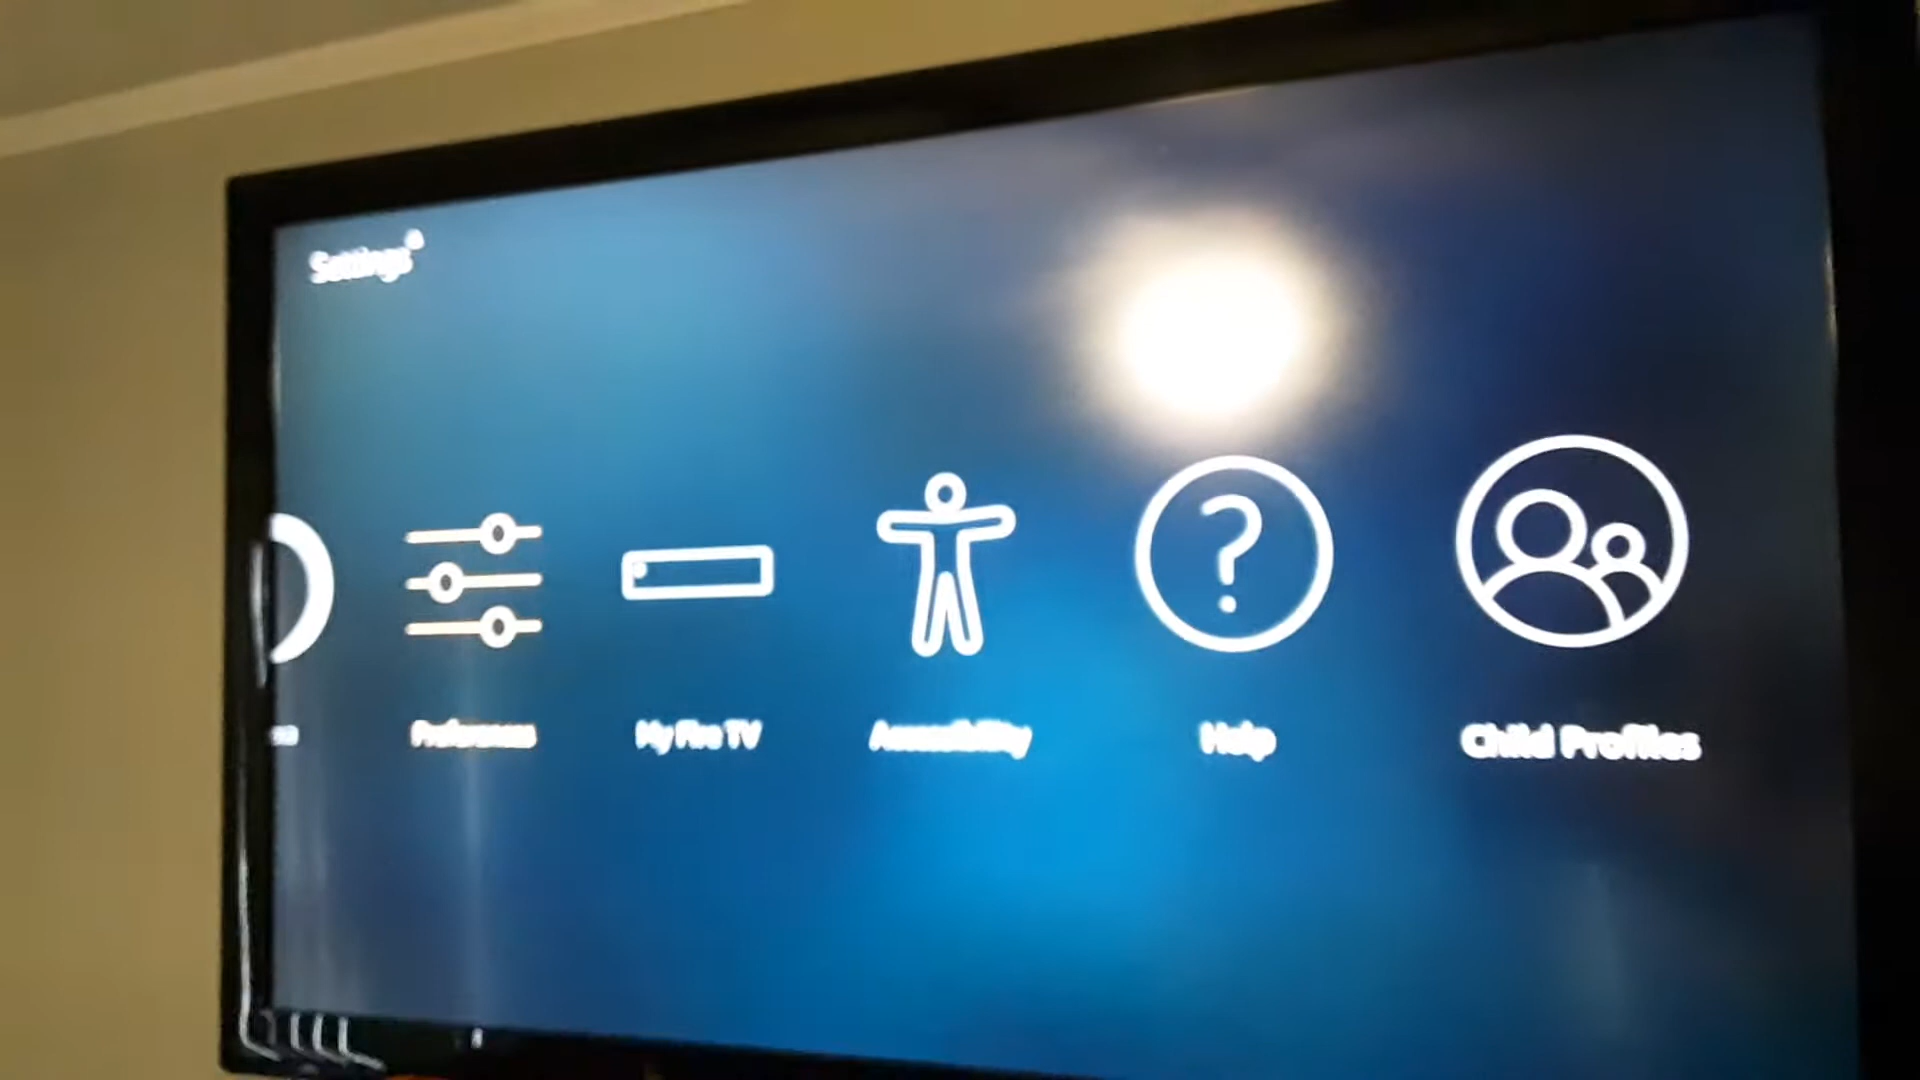 Settings
Preferences
My Fire TV
Accessibility
Help
Child Profiles